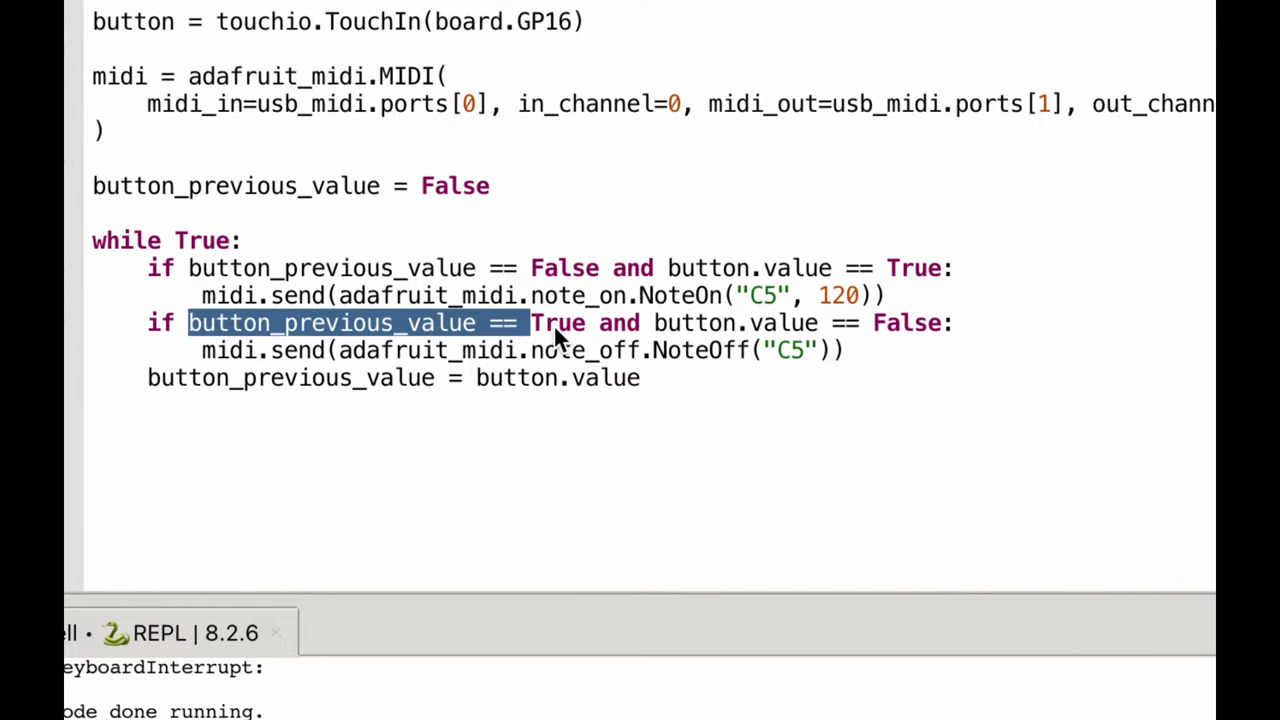 button = touchio.TouchIn(board.GP16)
midi = adafruit_midi.MIDI(
    midi_in=usb_midi.ports[0], in_channel=0, midi_out=usb_midi.ports[1], out_chann
)
button_previous_value = False
while True:
    if button_previous_value == False and button.value == True:
        midi.send(adafruit_midi.note_on.NoteOn("C5", 120))
    if button_previous_value == True and button.value == False:
        midi.send(adafruit_midi.note_off.NoteOff("C5"))
    button_previous_value = button.value
ell • REPL | 8.2.6 ×
eyboardInterrupt:
ode done running.